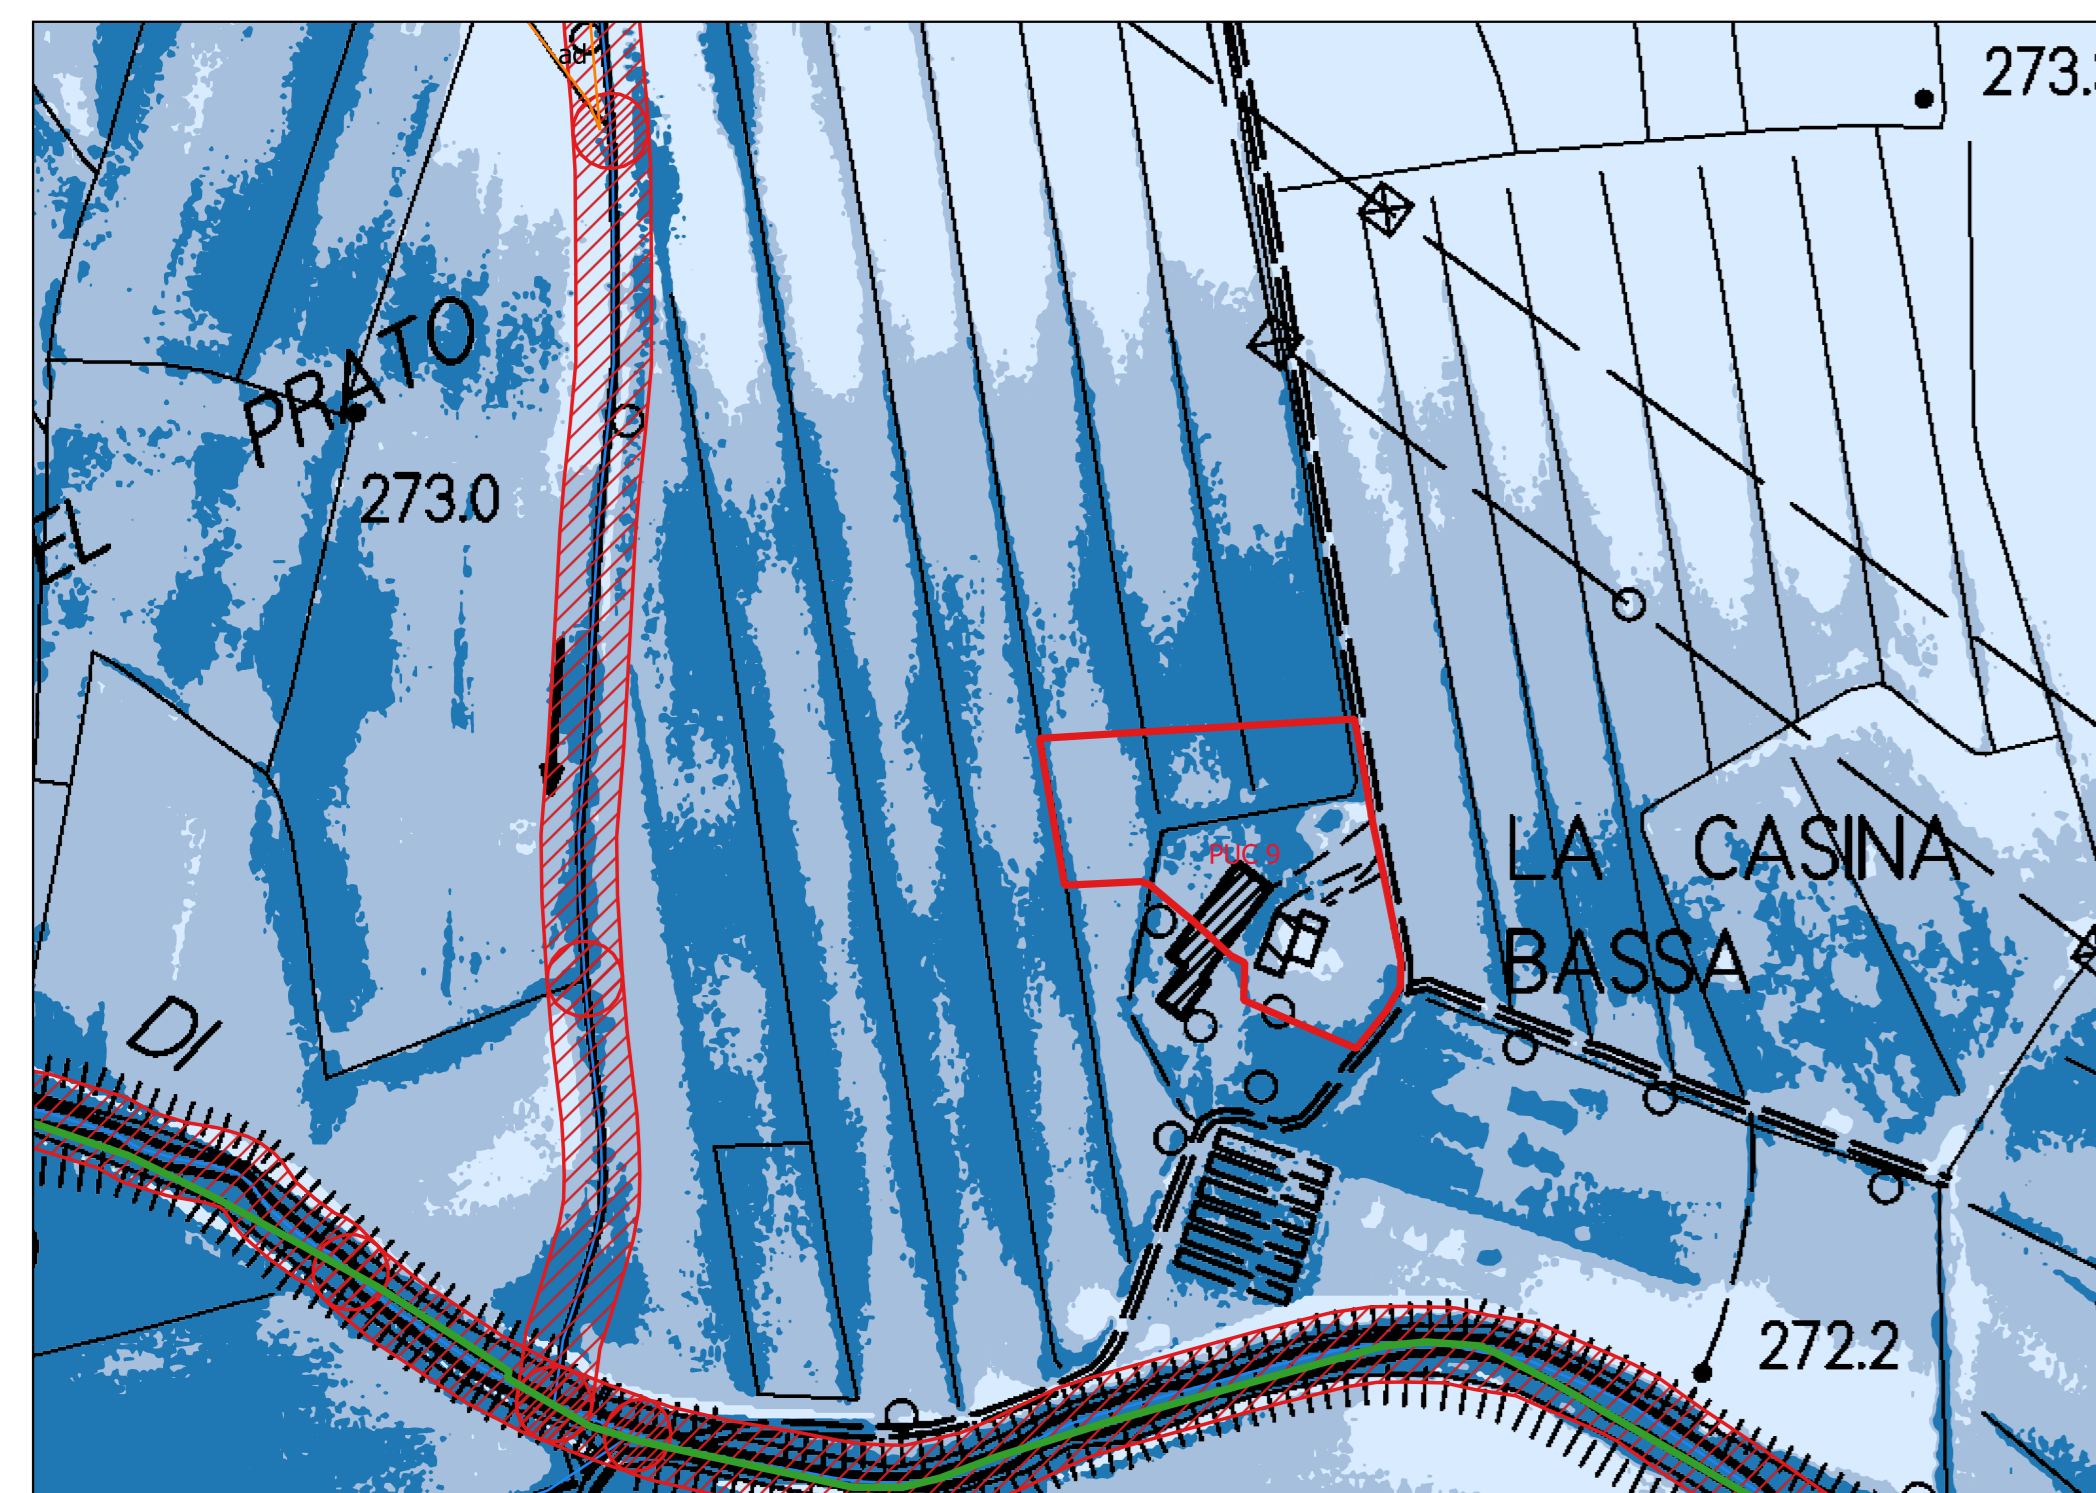 ad
273.
PRATO
273.0
EL
PUC 9
LA CASINA
BASSA
DI
272.2